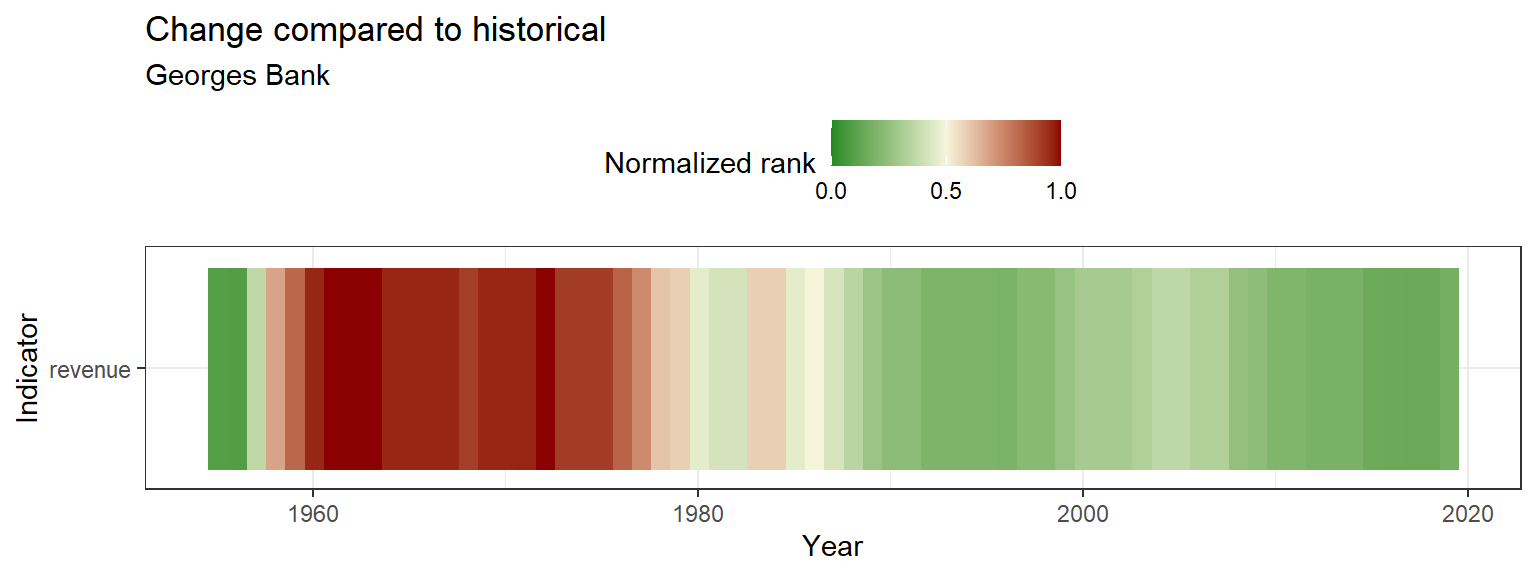 Change compared to historical
Georges Bank
Normalized rank
0.0 0.5 1.0
Indicator
revenue
1960 1980 2000 2020
Year